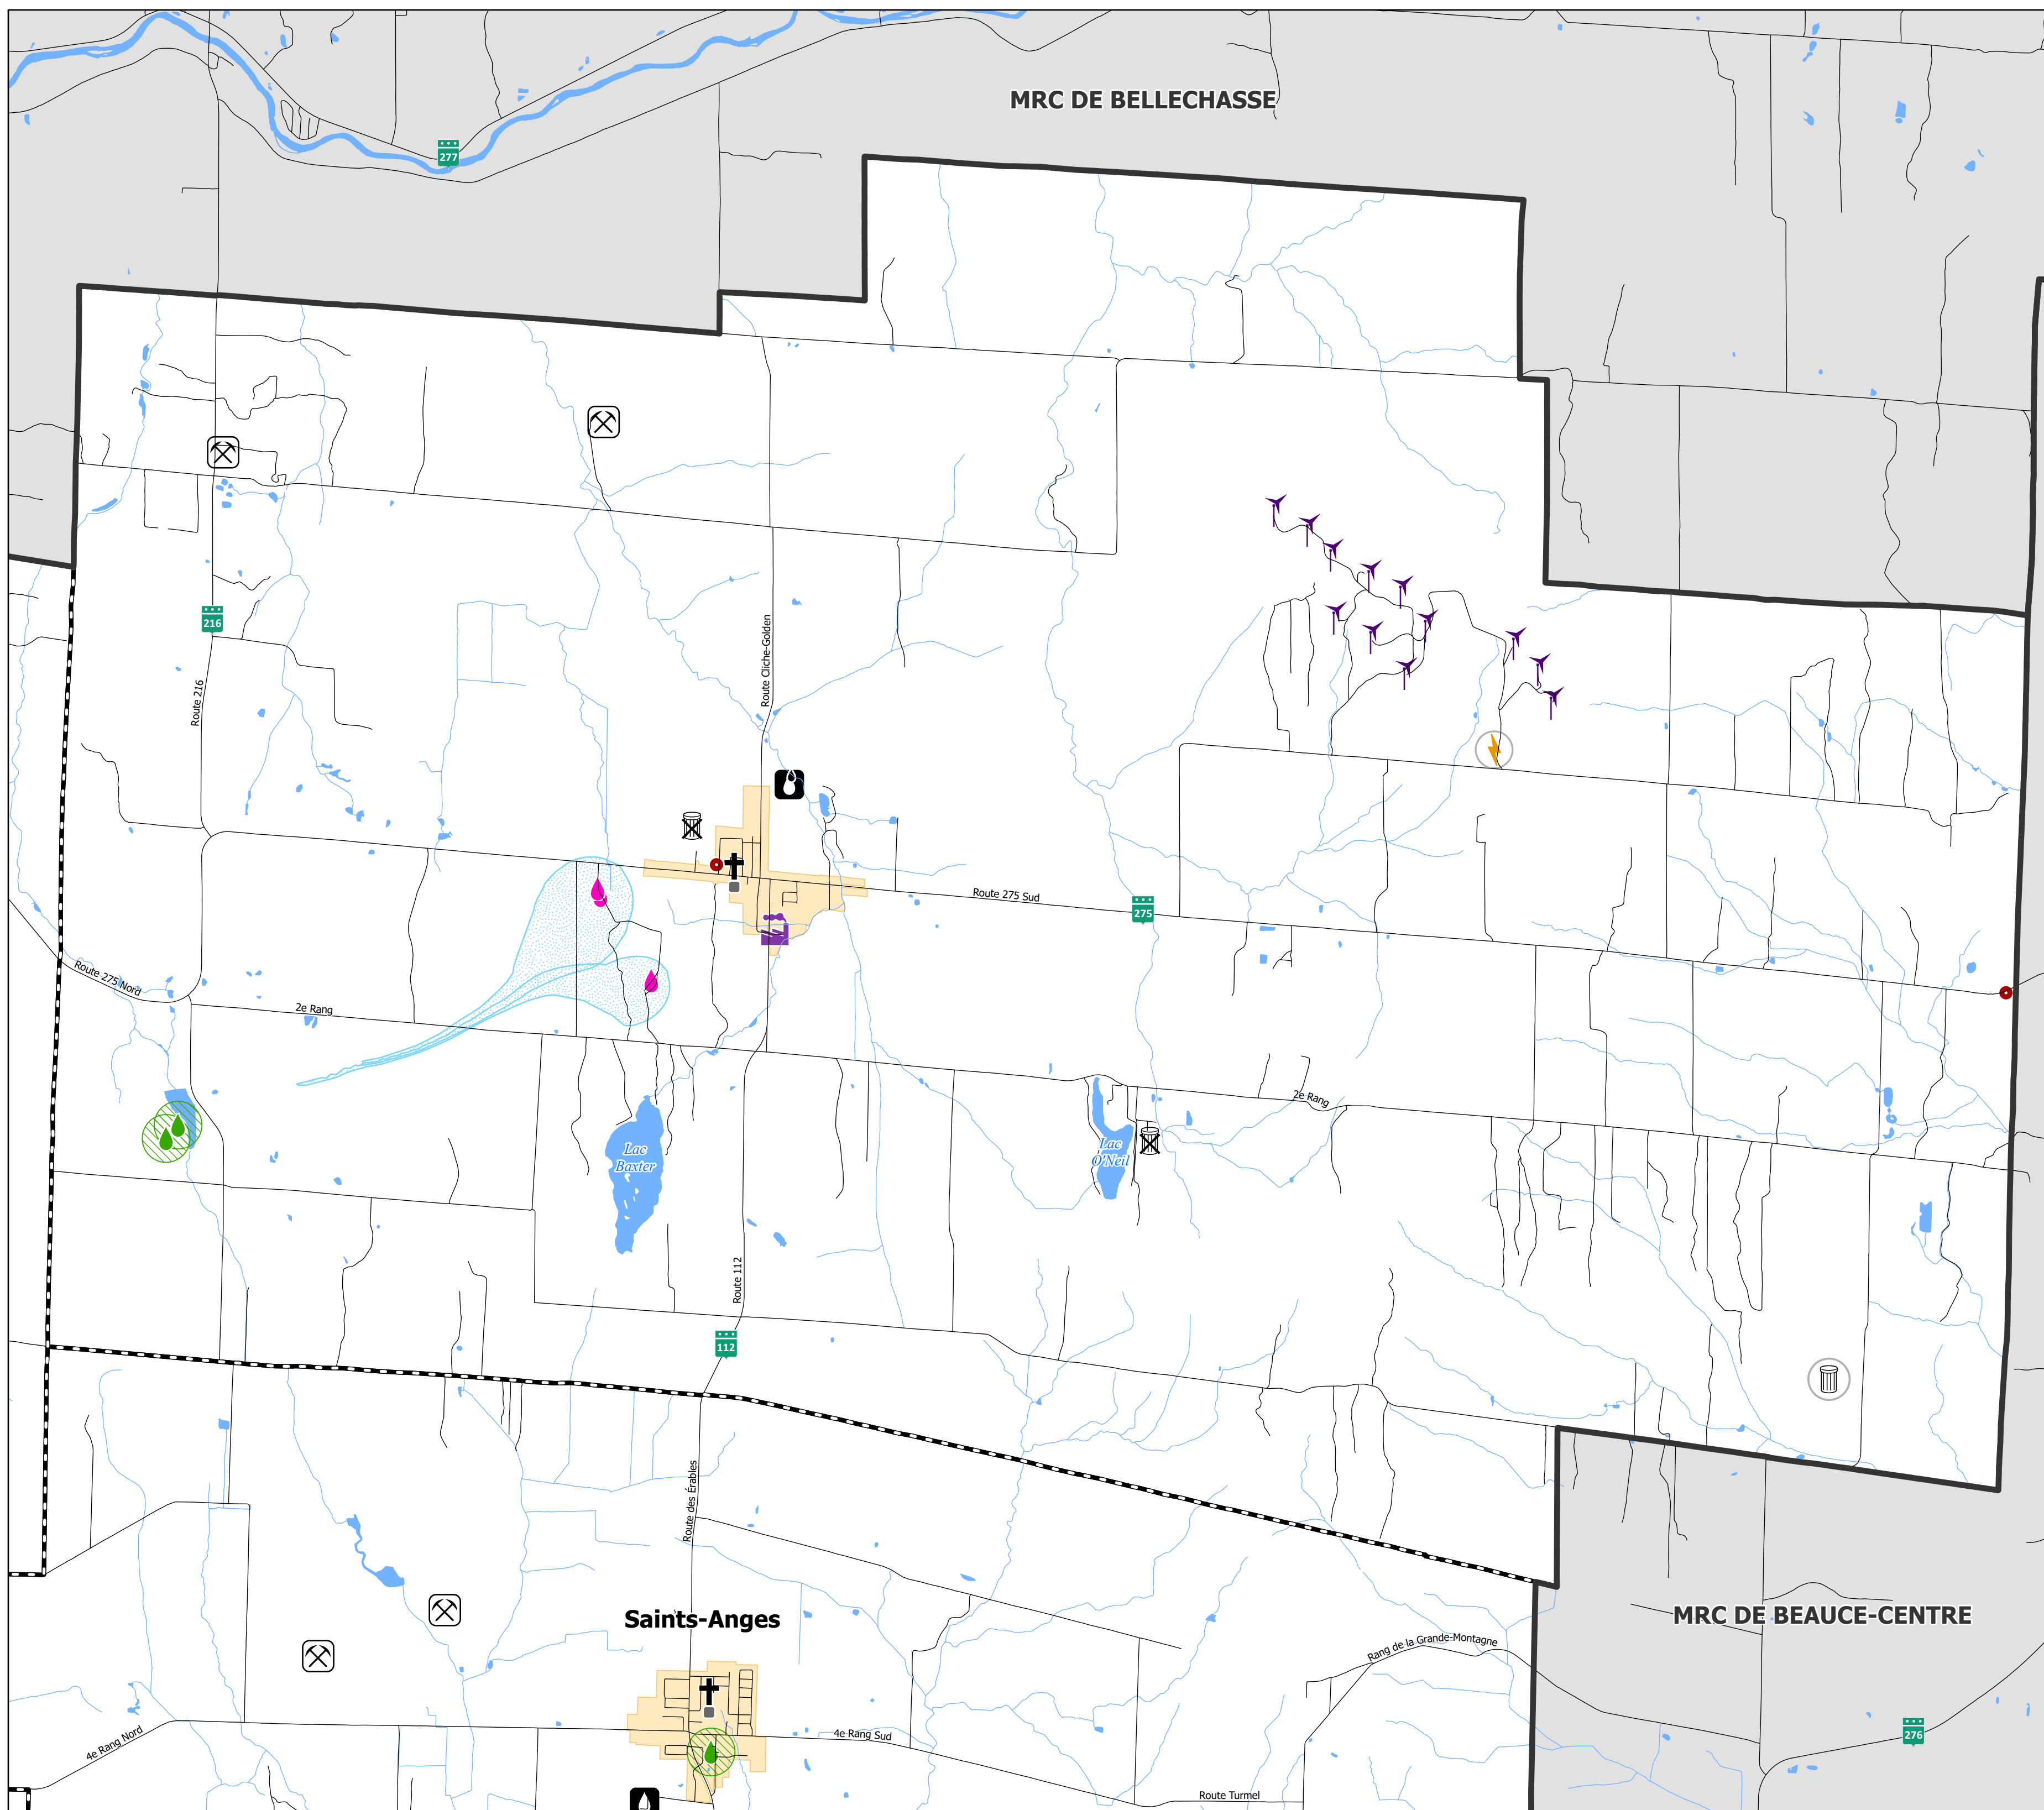 MRC DE BELLECHASSE
277
216
Route Cliche-Golden
Route 216
Route 275 Sud
275
Route 275 Nord
2e Rang
2e Rang
Lac
Baxter
Lac
O'Neil
Route 112
112
Route des Érables
Saints-Anges
MRC DE BEAUCE-CENTRE
Rang de la Grande-Montagne
276
4e Rang Nord
4e Rang Sud
Route Turmel